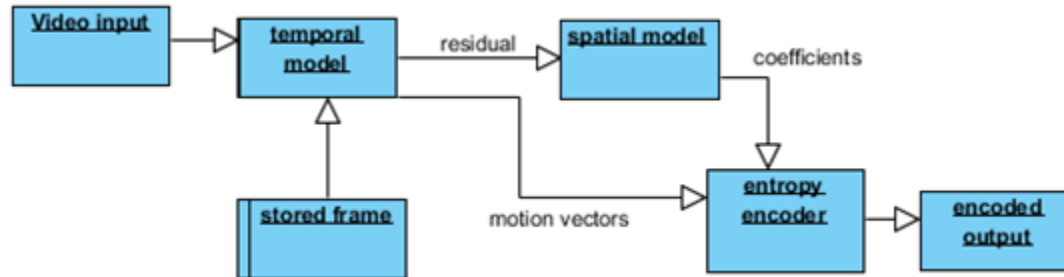 Video input
temporal
model
residual
spatial model
coefficients
stored frame
motion vectors
entropy
encoder
encoded
output